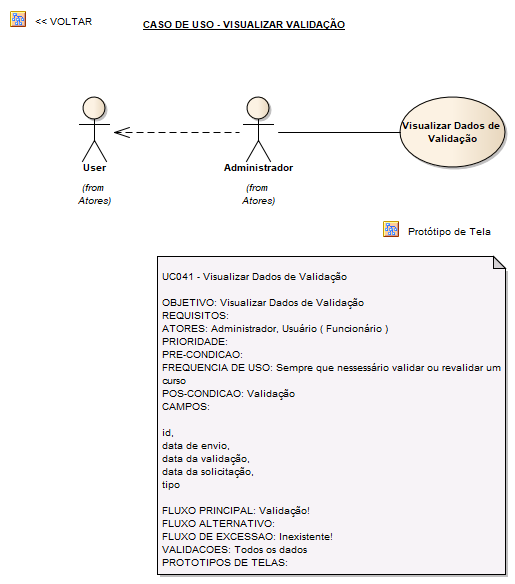 << VOLTAR
CASO DE USO - VISUALIZAR VALIDAÇÃO
Visualizar Dados de
Validação
User
Administrador
(from
Atores)
(from
Atores)
Protótipo de Tela
UC041 - Visualizar Dados de Validação
OBJETIVO: Visualizar Dados de Validação
REQUISITOS:
ATORES: Administrador, Usuário ( Funcionário )
PRIORIDADE:
PRE-CONDICAO:
FREQUENCIA DE USO: Sempre que nessessário validar ou revalidar um
curso
POS-CONDICAO: Validação
CAMPOS:
id,
data de envio,
data da validação,
data da solicitação,
tipo
FLUXO PRINCIPAL: Validação!
FLUXO ALTERNATIVO:
FLUXO DE EXCESSAO: Inexistente!
VALIDACOES: Todos os dados
PROTOTIPOS DE TELAS: